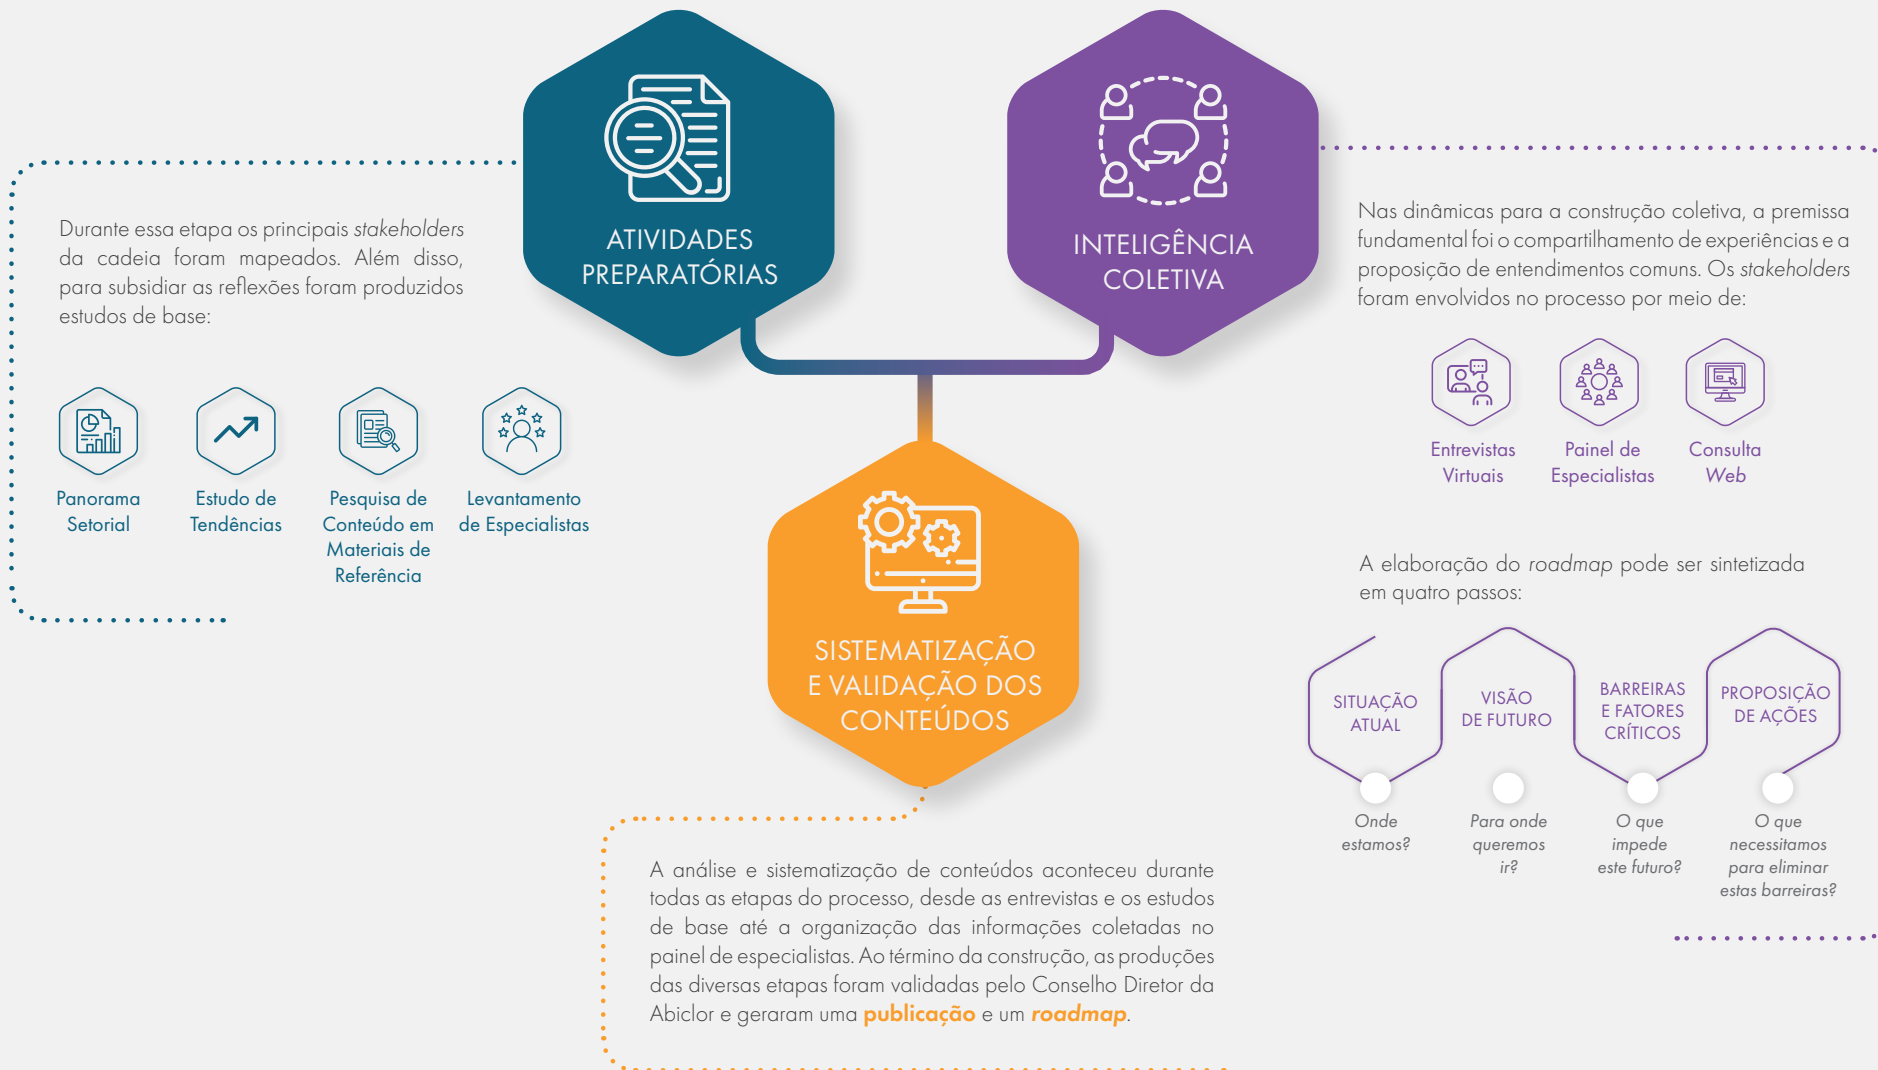 ATIVIDADES
PREPARATÓRIAS
Durante essa etapa os principais stakeholders
da cadeia foram mapeados. Além disso,
para subsidiar as reflexões foram produzidos
estudos de base:
Panorama
Setorial
Estudo de
Tendências
Pesquisa de
Conteúdo em
Materiais de
Referência
Levantamento
de Especialistas
INTELIGÊNCIA
COLETIVA
Nas dinâmicas para a construção coletiva, a premissa
fundamental foi o compartilhamento de experiências e a
proposição de entendimentos comuns. Os stakeholders
foram envolvidos no processo por meio de:
Entrevistas
Virtuais
Painel de
Especialistas
Consulta
Web
A elaboração do roadmap pode ser sintetizada
em quatro passos:
SITUAÇÃO
ATUAL
Onde
estamos?
VISÃO
DE FUTURO
Para onde
queremos
ir?
BARREIRAS
E FATORES
CRÍTICOS
O que
impede
este futuro?
PROPOSIÇÃO
DE AÇÕES
O que
necessitamos
para eliminar
estas barreiras?
SISTEMATIZAÇÃO
E VALIDAÇÃO DOS
CONTEÚDOS
A análise e sistematização de conteúdos aconteceu durante
todas as etapas do processo, desde as entrevistas e os estudos
de base até a organização das informações coletadas no
painel de especialistas. Ao término da construção, as produções
das diversas etapas foram validadas pelo Conselho Diretor da
Abiclor e geraram uma publicação e um roadmap.